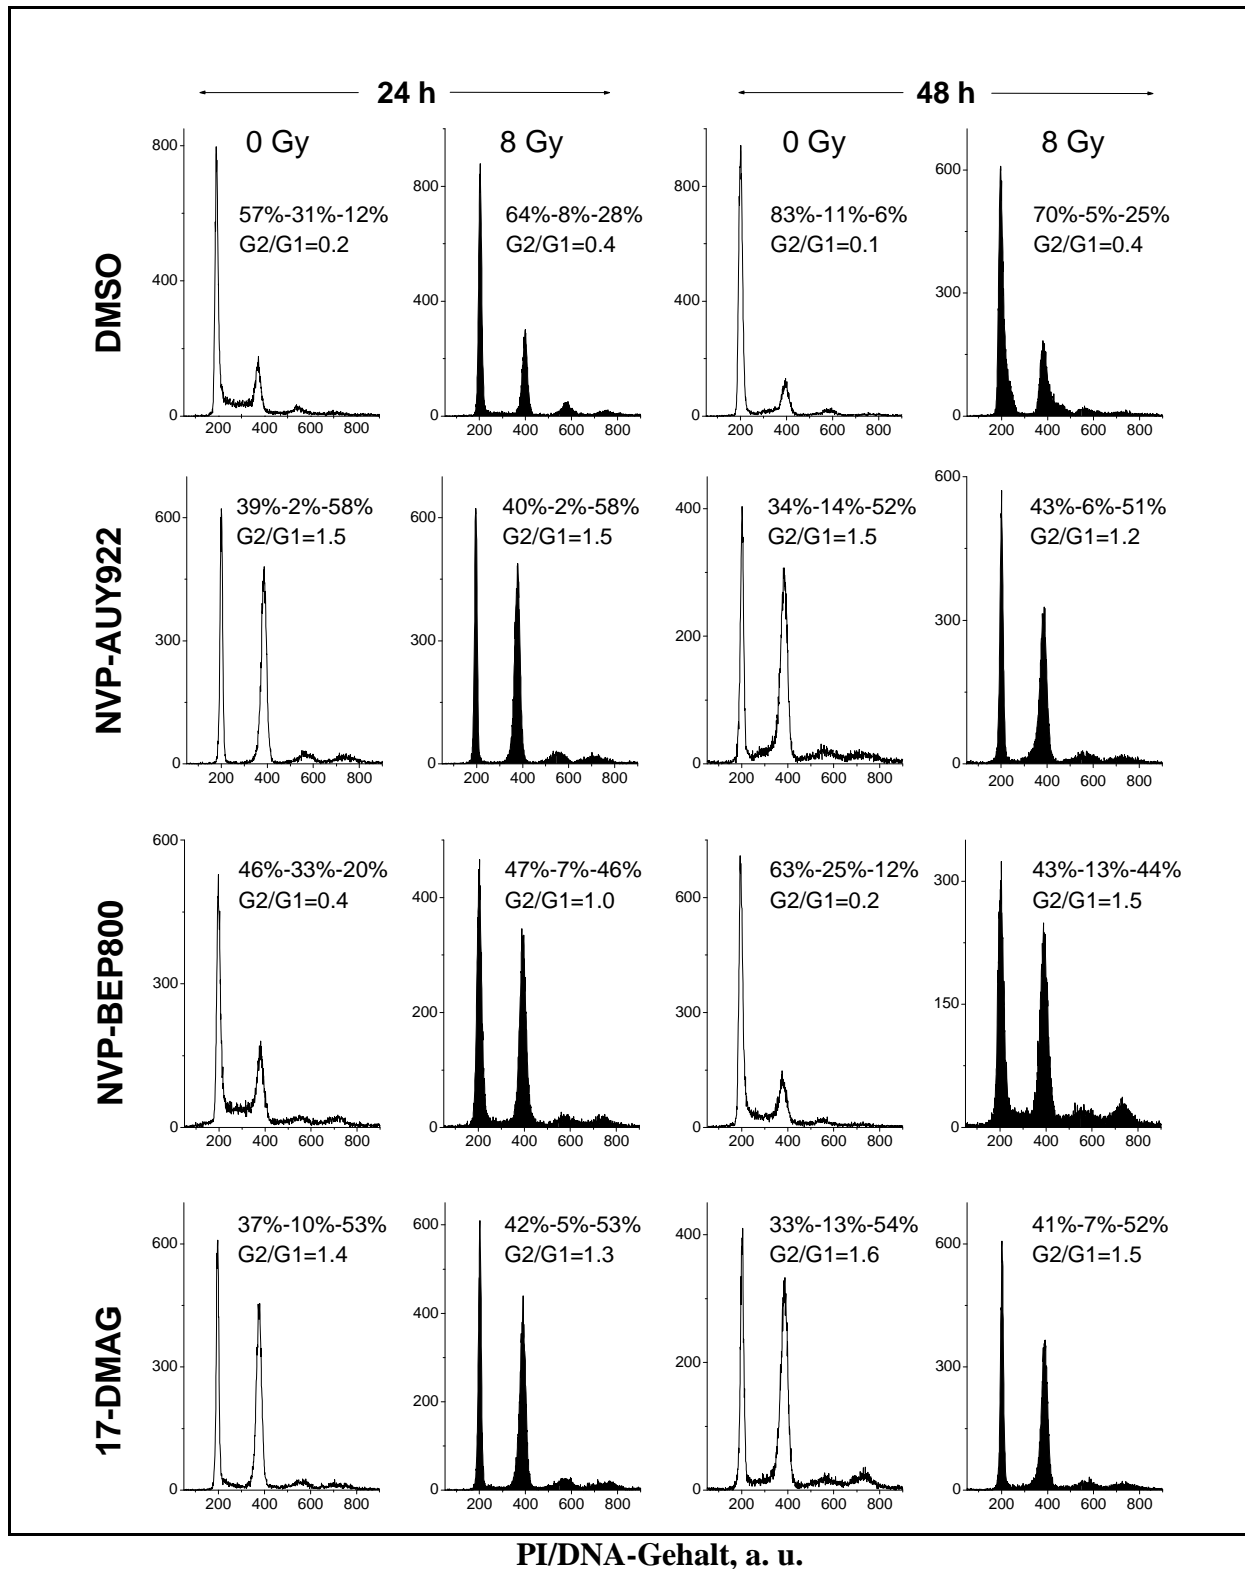 24 h
48 h
0 Gy
8 Gy
0 Gy
8 Gy
DMSO
800
400
0
200 400 600 800
57%-31%-12%
G2/G1=0.2
800
400
0
200 400 600 800
64%-8%-28%
G2/G1=0.4
800
400
0
200 400 600 800
83%-11%-6%
G2/G1=0.1
600
300
0
200 400 600 800
70%-5%-25%
G2/G1=0.4
NVP-AUY922
600
300
0
200 400 600 800
39%-2%-58%
G2/G1=1.5
600
300
0
200 400 600 800
40%-2%-58%
G2/G1=1.5
400
200
0
200 400 600 800
34%-14%-52%
G2/G1=1.5
600
300
0
200 400 600 800
43%-6%-51%
G2/G1=1.2
NVP-BEP800
600
300
0
200 400 600 800
46%-33%-20%
G2/G1=0.4
400
200
0
200 400 600 800
47%-7%-46%
G2/G1=1.0
600
300
0
200 400 600 800
63%-25%-12%
G2/G1=0.2
300
150
0
200 400 600 800
43%-13%-44%
G2/G1=1.5
17-DMAG
600
300
0
200 400 600 800
37%-10%-53%
G2/G1=1.4
600
400
200
0
200 400 600 800
42%-5%-53%
G2/G1=1.3
400
200
0
200 400 600 800
33%-13%-54%
G2/G1=1.6
600
300
0
200 400 600 800
41%-7%-52%
G2/G1=1.5
PI/DNA-Gehalt, a. u.